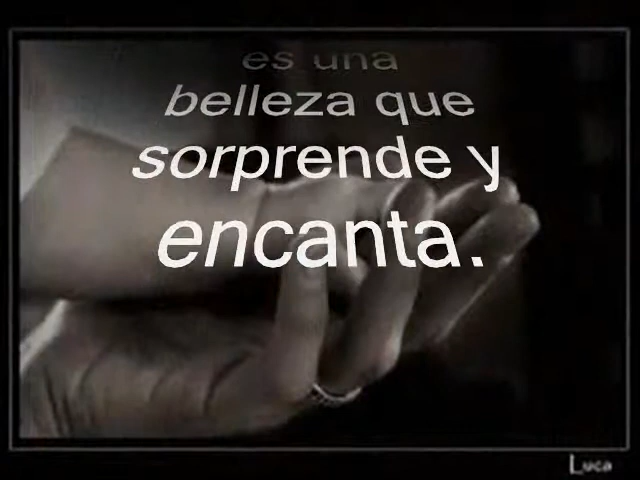 es una
belleza que
sorprende y
encanta.
Luca